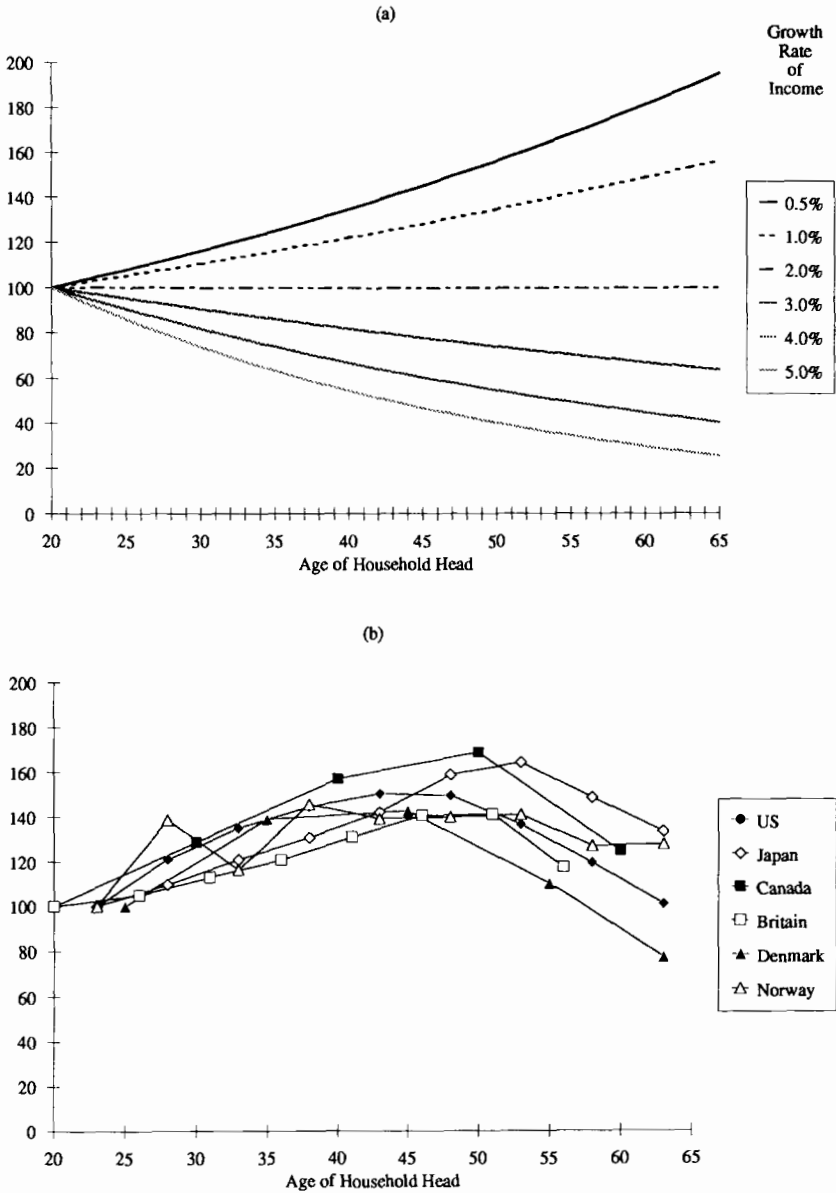 (a)
Growth
Rate
of
Income
200
180
160
140
120
100
80
60
40
20
0
0.5%
1.0%
2.0%
3.0%
4.0%
5.0%
20 25 30 35 40 45 50 55 60 65
Age of Household Head
(b)
200
180
160
140
120
100
80
60
40
20
0
US
Japan
Canada
Britain
Denmark
Norway
20 25 30 35 40 45 50 55 60 65
Age of Household Head